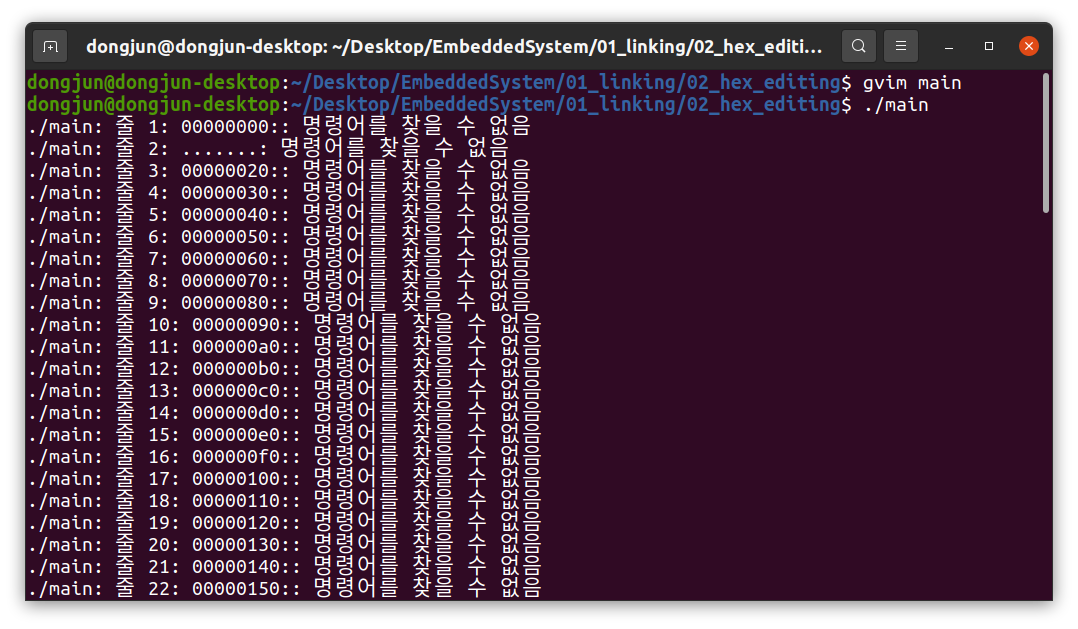 dongjun@dongjun-desktop: ~/Desktop/EmbeddedSystem/01_linking/02_hex_editi...
dongjun@dongjun-desktop:~/Desktop/EmbeddedSystem/01_linking/02_hex_editing$ gvim main
dongjun@dongjun-desktop:~/Desktop/EmbeddedSystem/01_linking/02_hex_editing$ ./main
./main: 줄 1: 00000000:: 명령어를 찾을 수 없음
./main: 줄 2: .......: 명령어를 찾을 수 없음
./main: 줄 3: 00000020:: 명령어를 찾을 수 없음
./main: 줄 4: 00000030:: 명령어를 찾을 수 없음
./main: 줄 5: 00000040:: 명령어를 찾을 수 없음
./main: 줄 6: 00000050:: 명령어를 찾을 수 없음
./main: 줄 7: 00000060:: 명령어를 찾을 수 없음
./main: 줄 8: 00000070:: 명령어를 찾을 수 없음
./main: 줄 9: 00000080:: 명령어를 찾을 수 없음
./main: 줄 10: 00000090:: 명령어를 찾을 수 없음
./main: 줄 11: 000000a0:: 명령어를 찾을 수 없음
./main: 줄 12: 000000b0:: 명령어를 찾을 수 없음
./main: 줄 13: 000000c0:: 명령어를 찾을 수 없음
./main: 줄 14: 000000d0:: 명령어를 찾을 수 없음
./main: 줄 15: 000000e0:: 명령어를 찾을 수 없음
./main: 줄 16: 000000f0:: 명령어를 찾을 수 없음
./main: 줄 17: 00000100:: 명령어를 찾을 수 없음
./main: 줄 18: 00000110:: 명령어를 찾을 수 없음
./main: 줄 19: 00000120:: 명령어를 찾을 수 없음
./main: 줄 20: 00000130:: 명령어를 찾을 수 없음
./main: 줄 21: 00000140:: 명령어를 찾을 수 없음
./main: 줄 22: 00000150:: 명령어를 찾을 수 없음